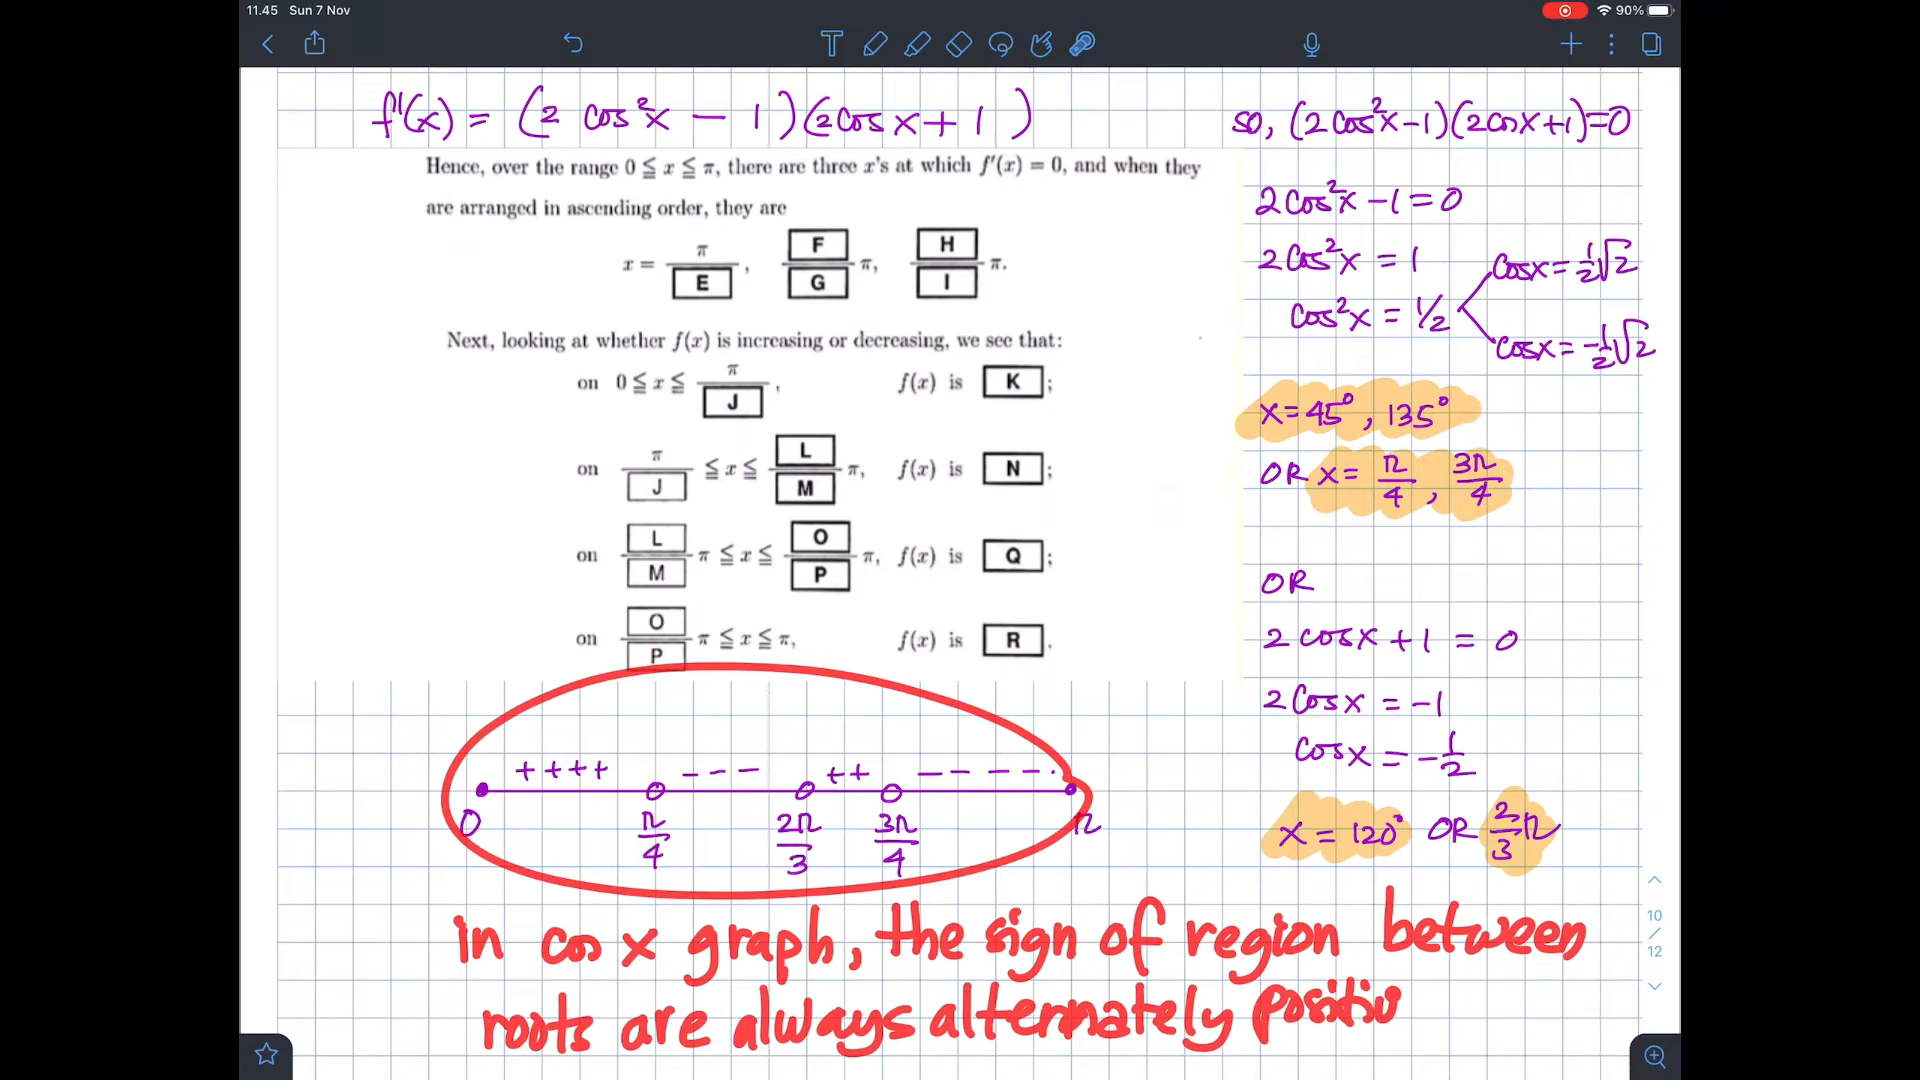 11.45 Sun 7 Nov
90%
f'(x) = (2 cos²x − 1)(2cos x + 1)
Hence, over the range 0 ≦ x ≦ π, there are three x's at which f′(x) = 0, and when they
are arranged in ascending order, they are
x = π/E, F/G π, H/I π.
Next, looking at whether f(x) is increasing or decreasing, we see that:
on 0 ≦ x ≦ π/J, f(x) is K;
on π/J ≦ x ≦ L/M π, f(x) is N;
on L/M π ≦ x ≦ O/P π, f(x) is Q;
on O/P π ≦ x ≦ π, f(x) is R.
++++ − − − ++ − − − − ·
0 π/4 2π/3 3π/4 π
in cos x graph, the sign of region between
roots are always alternately positiv
so, (2cos²x−1)(2cosx+1)=0
2cos²x −1 = 0
2cos²x = 1
cos²x = 1/2
cosx = ½√2
cosx = −½√2
x = 45°, 135°
OR x = π/4, 3π/4
OR
2 cosx + 1 = 0
2cosx = −1
cosx = −1/2
x = 120° OR 2/3 π
10
/
12